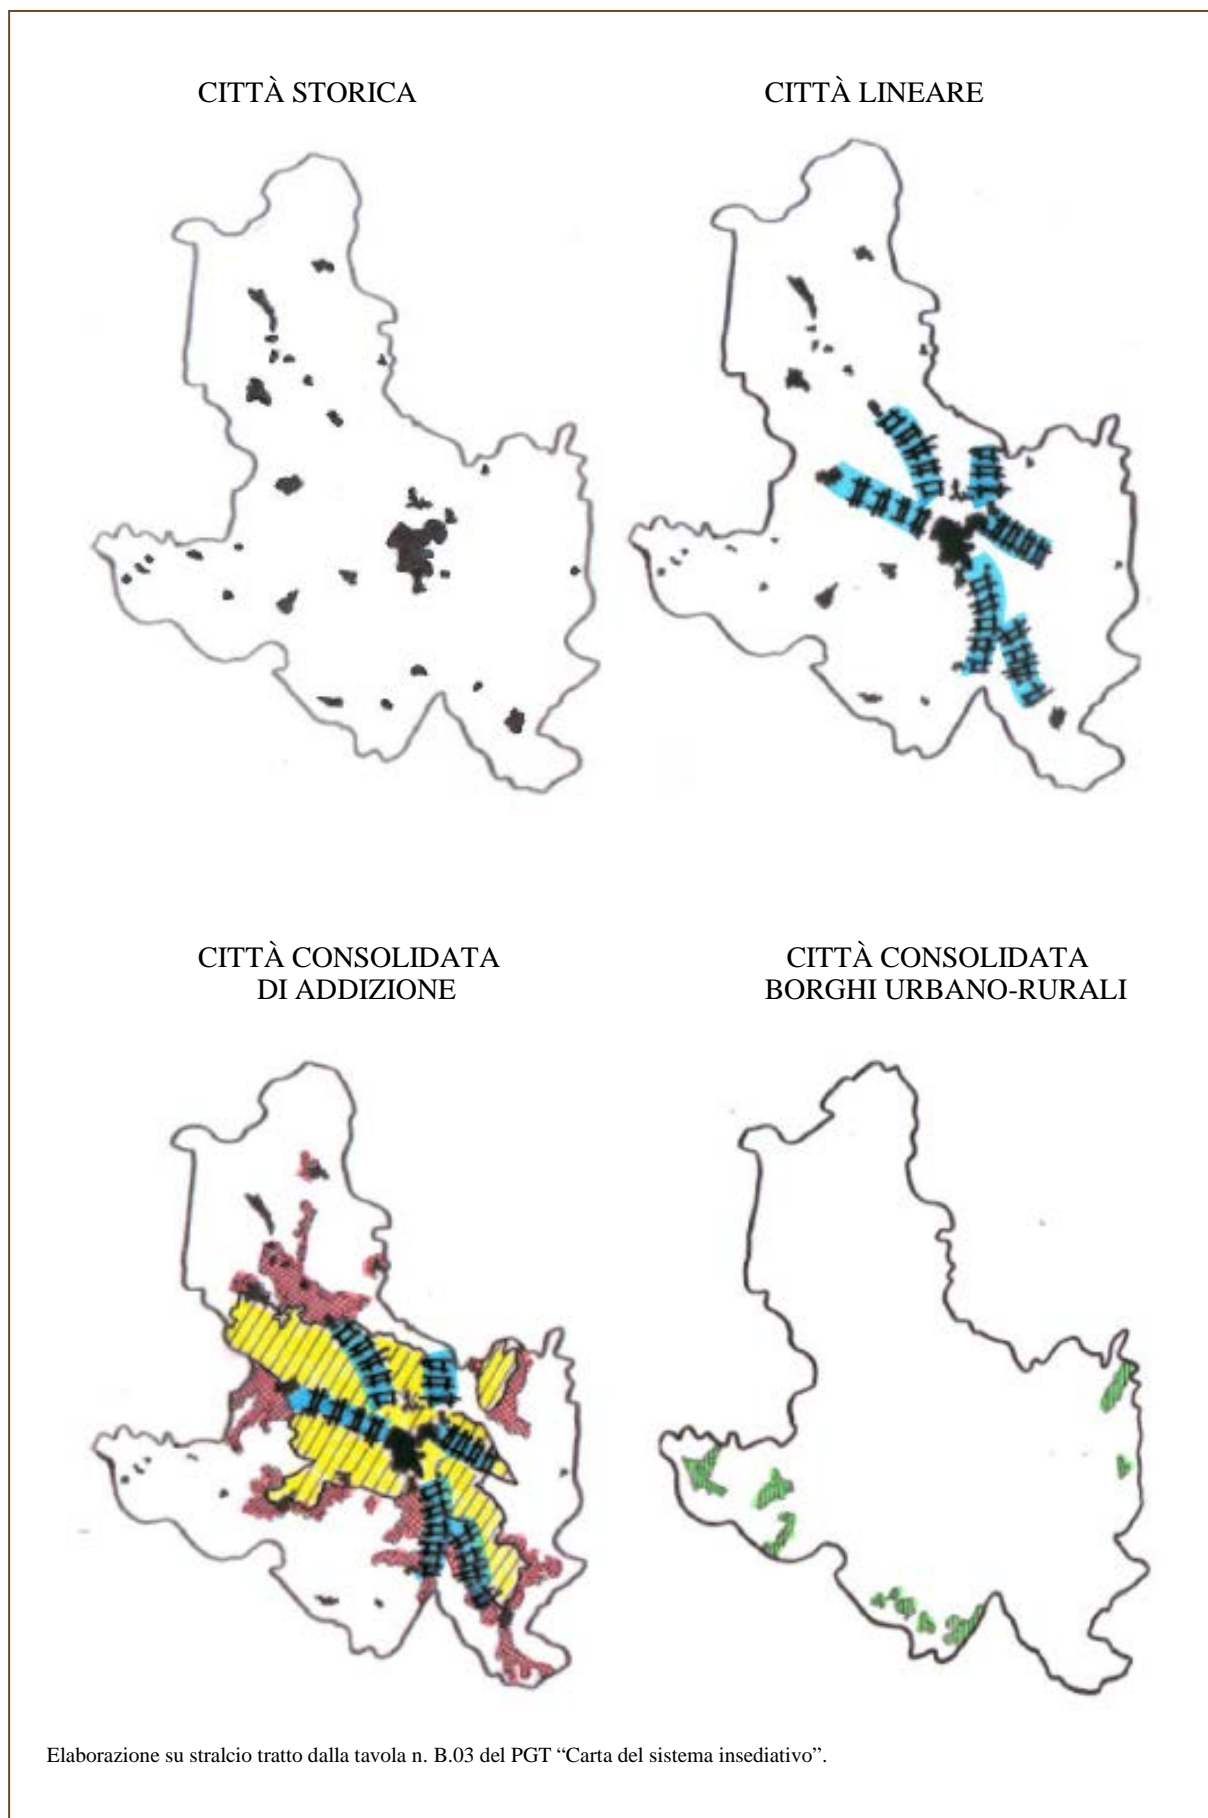 CITTÀ STORICA
CITTÀ LINEARE
CITTÀ CONSOLIDATA
DI ADDIZIONE
CITTÀ CONSOLIDATA
BORGHI URBANO-RURALI
Elaborazione su stralcio tratto dalla tavola n. B.03 del PGT “Carta del sistema insediativo”.